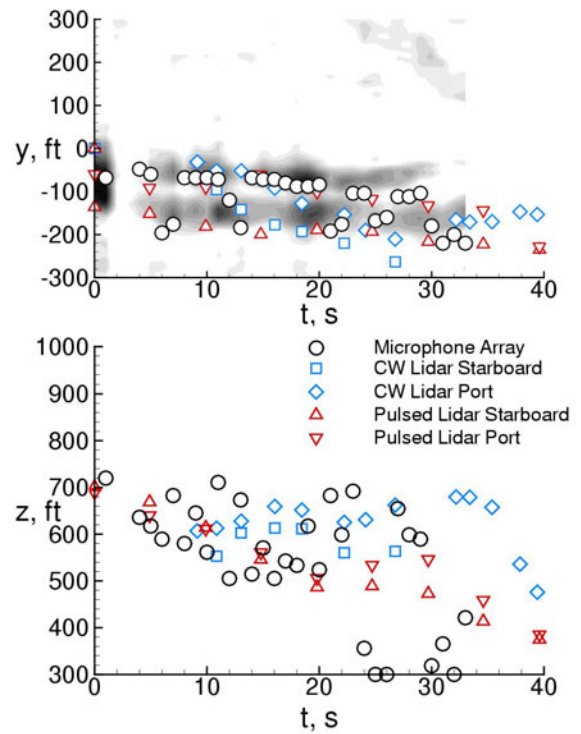 300
200
100
0
y, ft
-100
-200
-300
0 10 20 30 40
t, s
1000
900
800
700
z, ft
600
500
400
300
Microphone Array
CW Lidar Starboard
CW Lidar Port
Pulsed Lidar Starboard
Pulsed Lidar Port
0 10 20 30 40
t, s